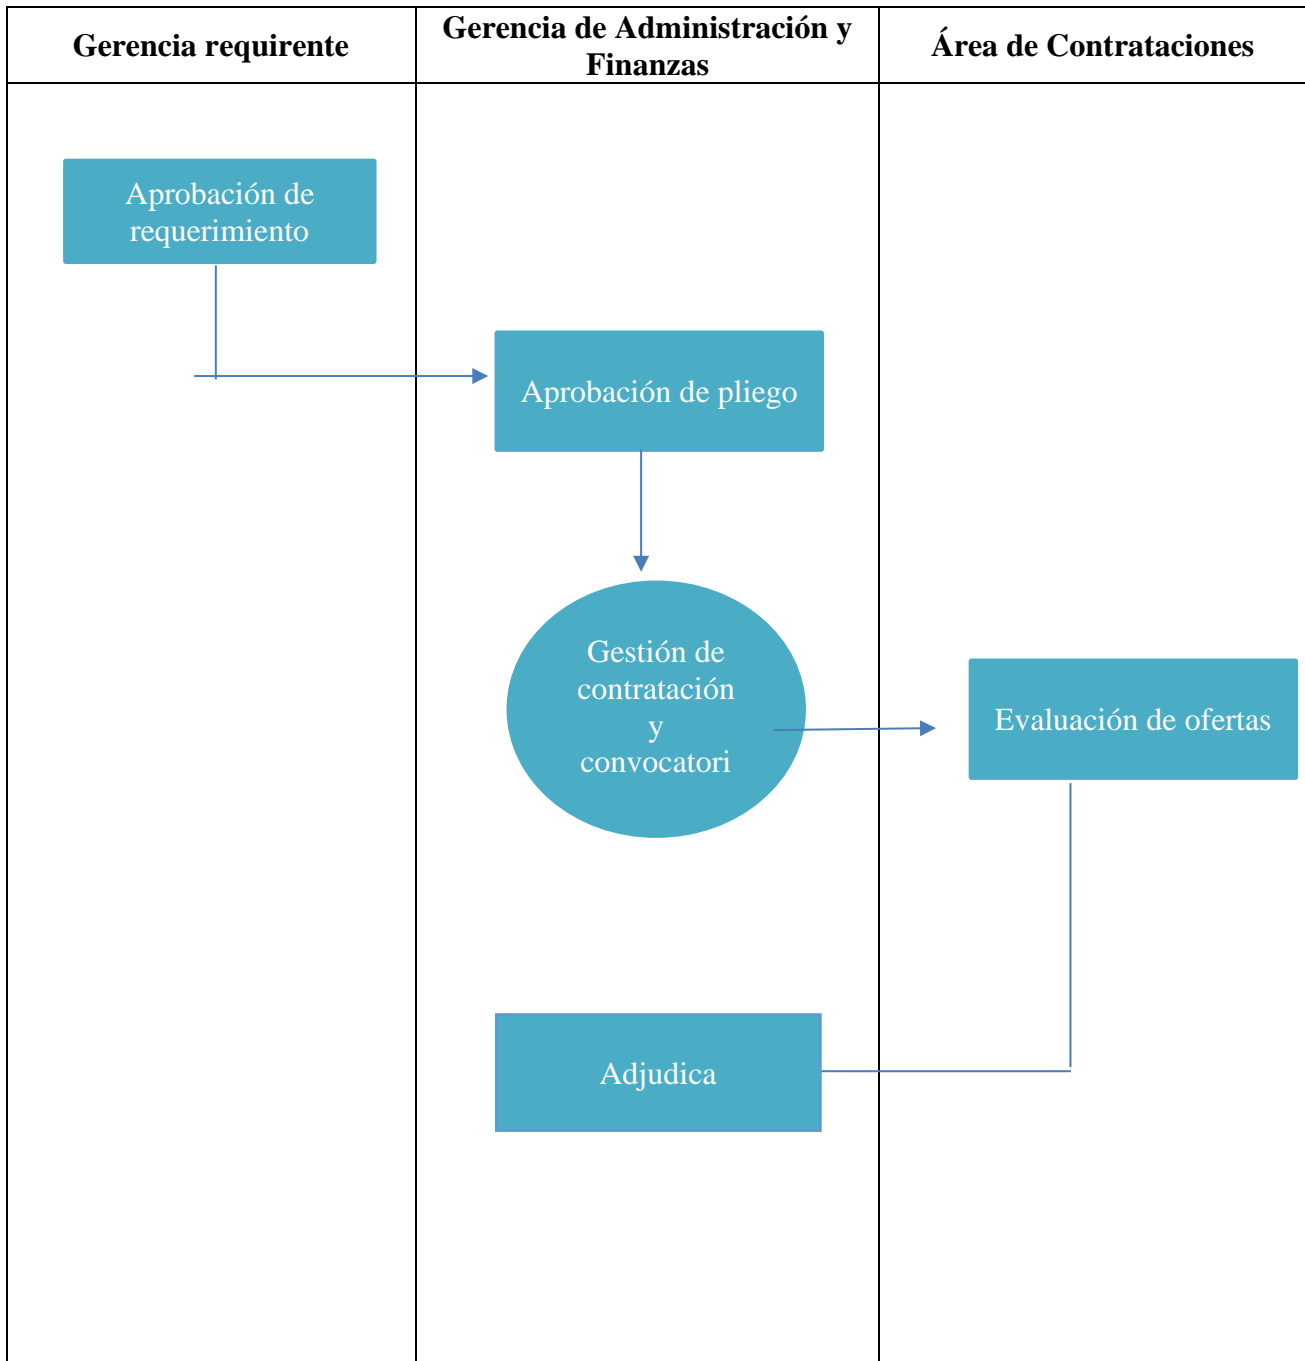 Gerencia requirente
Gerencia de Administración y
Finanzas
Área de Contrataciones
Aprobación de
requerimiento
Aprobación de pliego
Gestión de
contratación
y
convocatori
Evaluación de ofertas
Adjudica